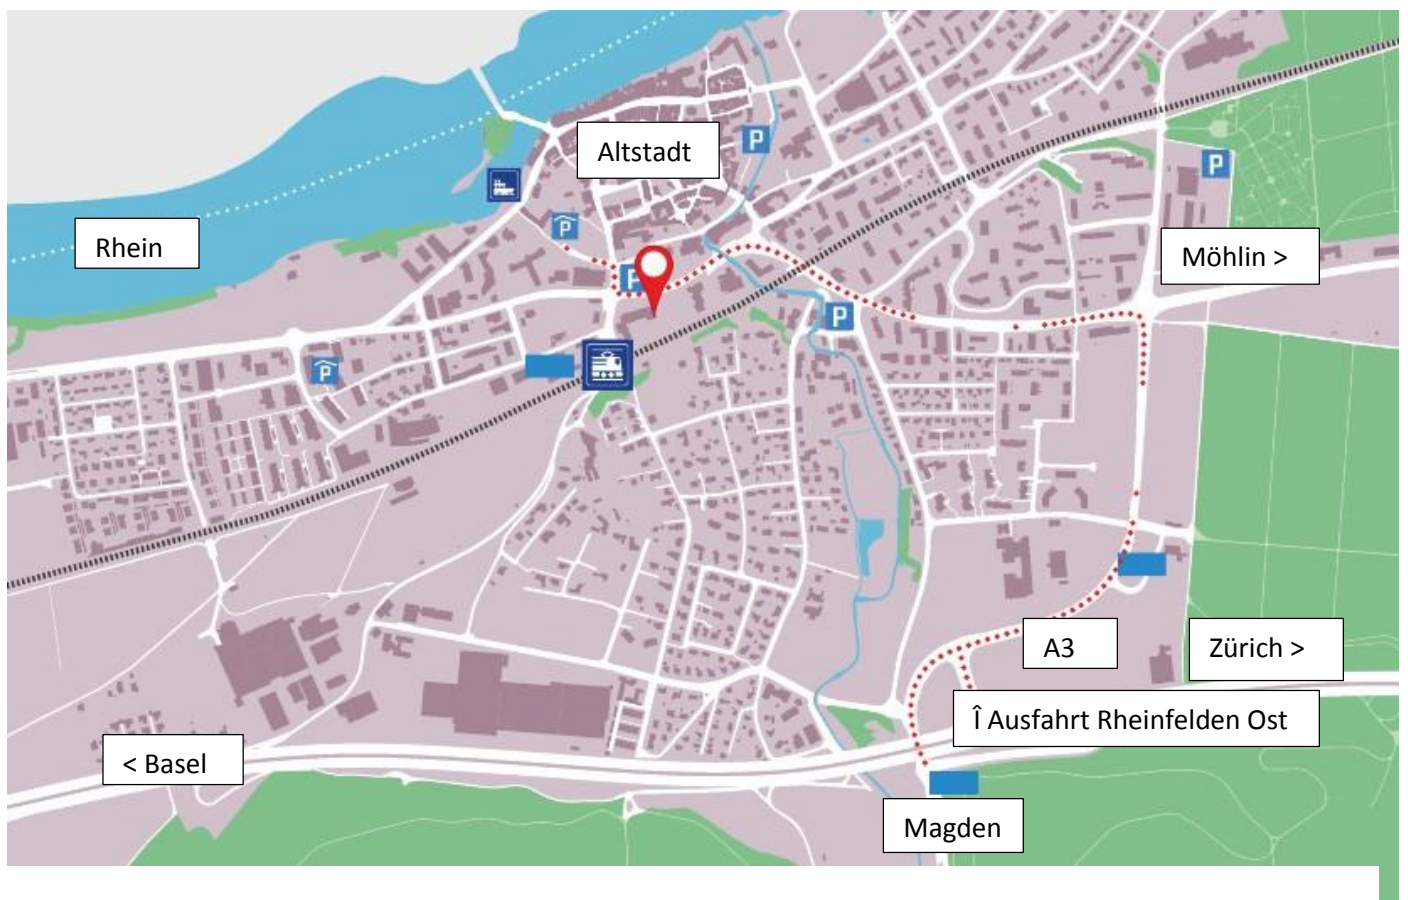 Altstadt
P
P
P
Rhein
Möhlin >
P
P
P
A3
Zürich >
Î Ausfahrt Rheinfelden Ost
< Basel
Magden